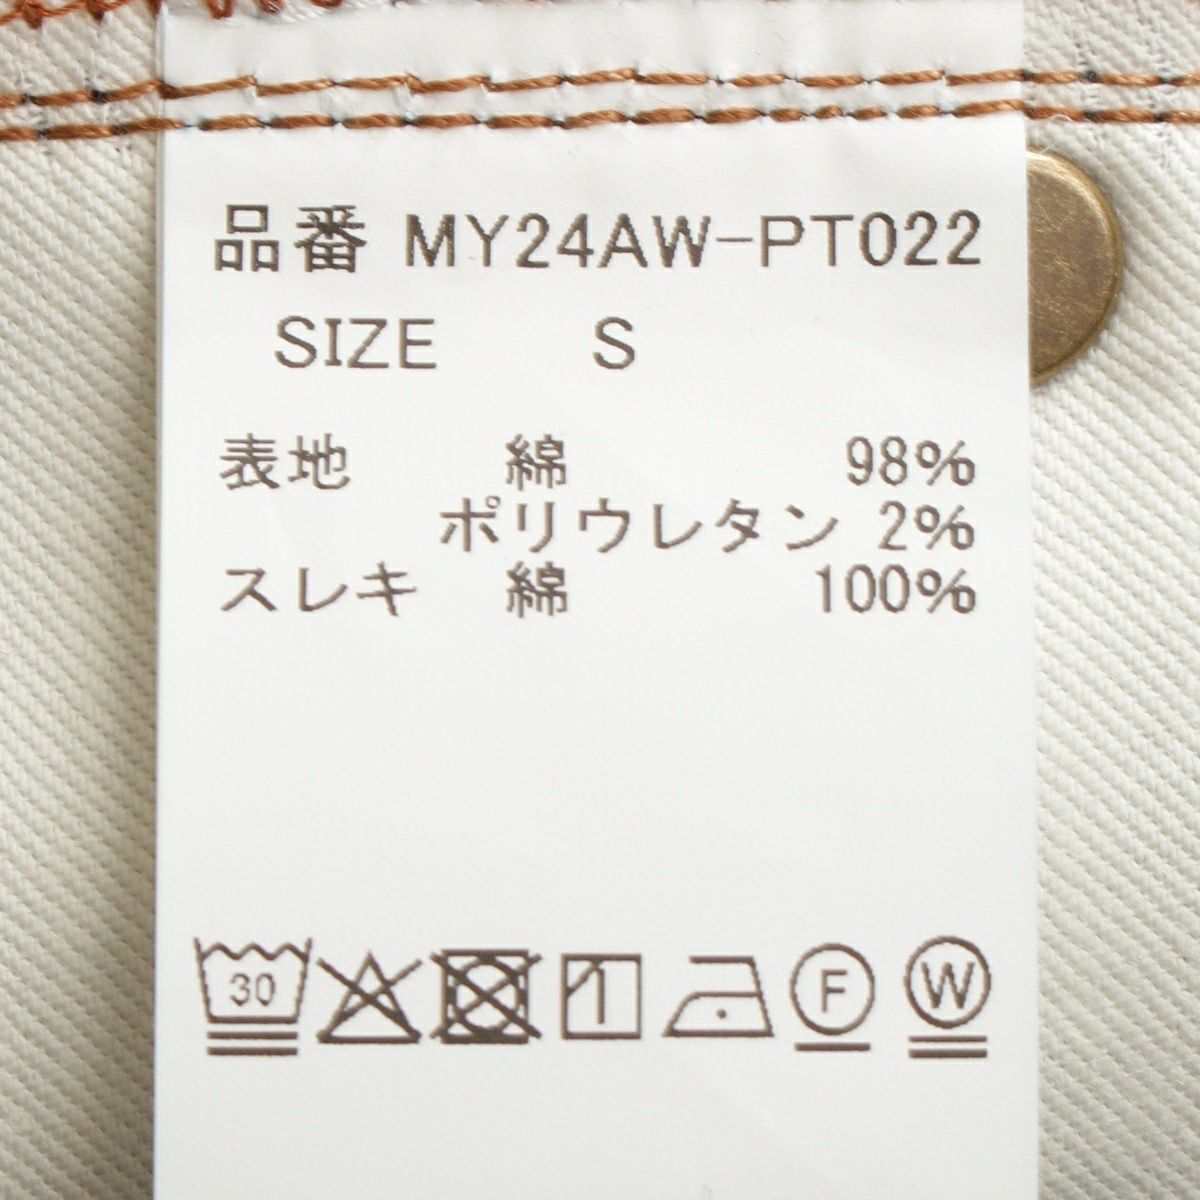 品番 MY24AW-PT022
SIZE S
表地 綿 98%
ポリウレタン 2%
スレキ 綿 100%
30 F W